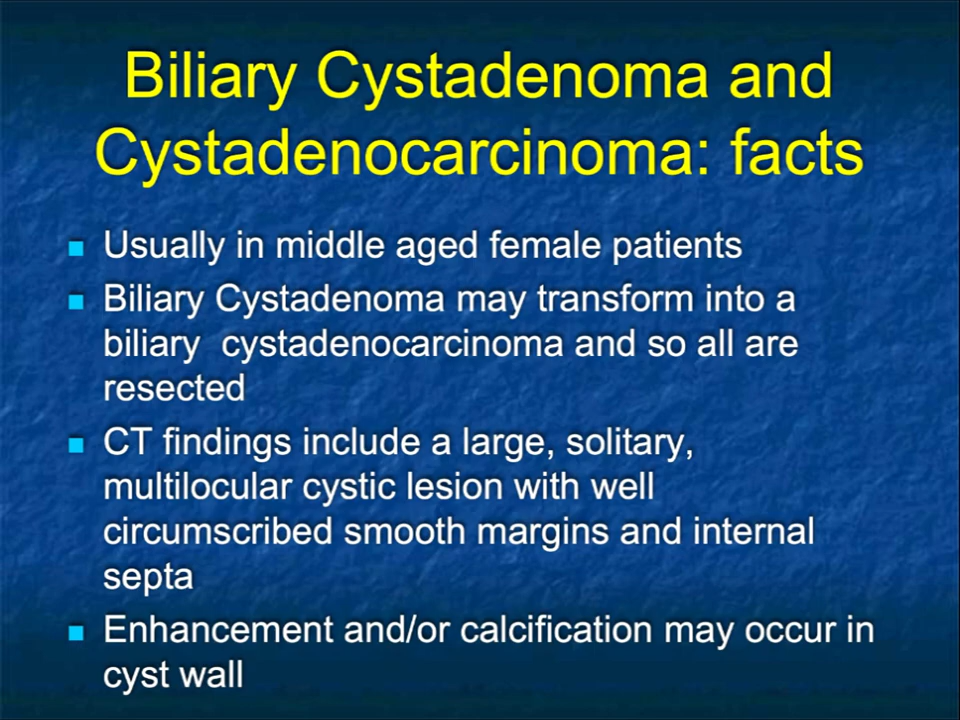 Biliary Cystadenoma and
Cystadenocarcinoma: facts
Usually in middle aged female patients
Biliary Cystadenoma may transform into a
biliary cystadenocarcinoma and so all are
resected
CT findings include a large, solitary,
multilocular cystic lesion with well
circumscribed smooth margins and internal
septa
Enhancement and/or calcification may occur in
cyst wall